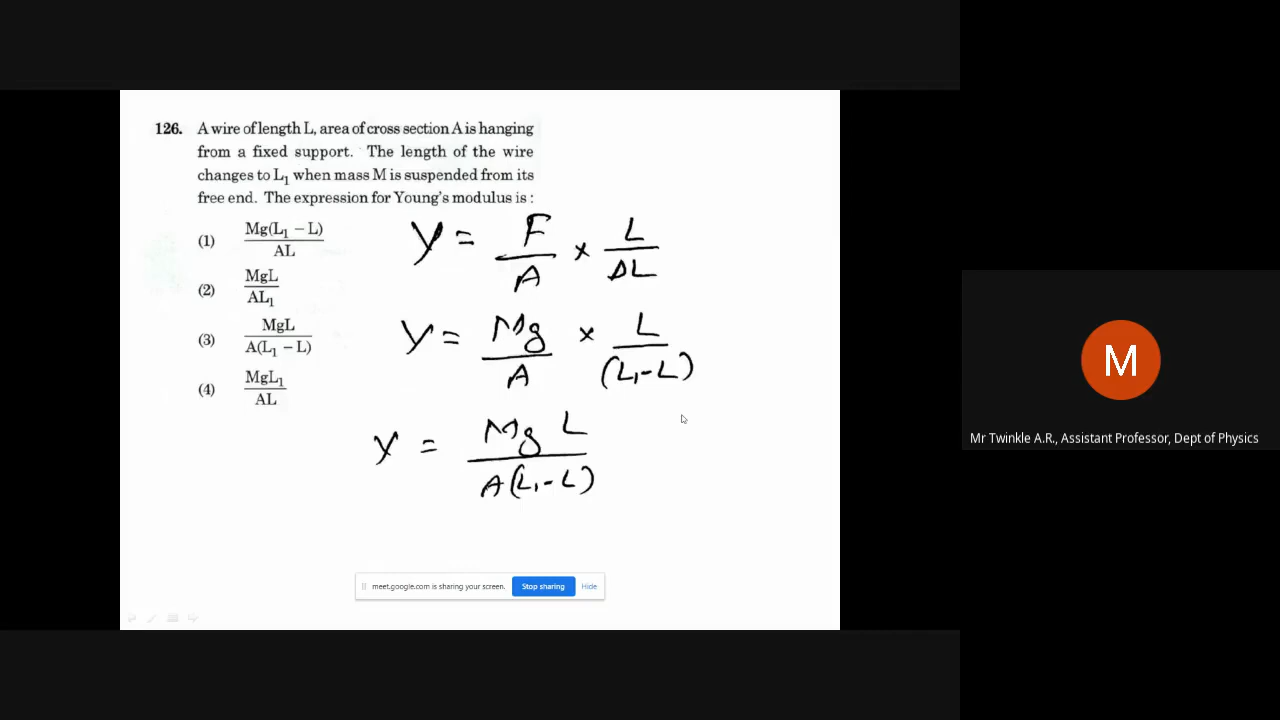 126. A wire of length L, area of cross section A is hanging
from a fixed support. The length of the wire
changes to L₁ when mass M is suspended from its
free end. The expression for Young's modulus is :
(1) Mg(L₁ − L) / AL
(2) MgL / AL₁
(3) MgL / A(L₁ − L)
(4) MgL₁ / AL
Y = F / A × L / ΔL
Y = Mg / A × L / (L₁-L)
Y = Mg L / A(L₁-L)
meet.google.com is sharing your screen. Stop sharing Hide
M
Mr Twinkle A.R., Assistant Professor, Dept of Physics